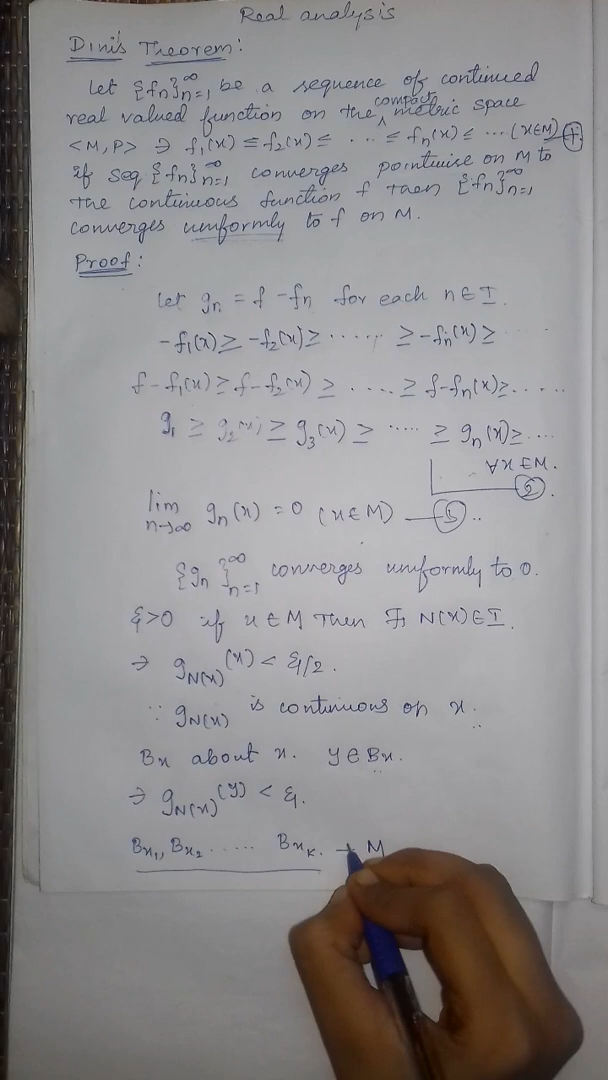 Real analysis
Dini's Theorem:
Let {fn}∞n=1 be a sequence of continued
real valued function on the compact metric space
<M, P> ∋ f1(x) ≤ f2(x) ≤ ... ≤ fn(x) ≤ ... (x∈M) ①
if seq {fn}∞n=1 converges pointwise on M to
the continuous function f then {fn}∞n=1
converges uniformly to f on M.
Proof:
Let gn = f - fn for each n ∈ I.
-f1(x) ≥ -f2(x) ≥ ..... ≥ -fn(x) ≥ ....
f - f1(x) ≥ f - f2(x) ≥ ..... ≥ f - fn(x) ≥ .....
g1 ≥ g2(x) ≥ g3(x) ≥ ..... ≥ gn(x) ≥ ...
∀x∈M.
②.
lim n→∞ gn(x) = 0 (x∈M) — ③..
{gn}∞n=1 converges uniformly to 0.
ε>0 if x∈M Then ∃ N(x)∈I.
∋ gN(x)(x) < ε/2.
∵ gN(x) is continuous on x.
Bx about x. y∈Bx.
∋ gN(x)(y) < ε.
Bx1, Bx2 ..... BxK. → M